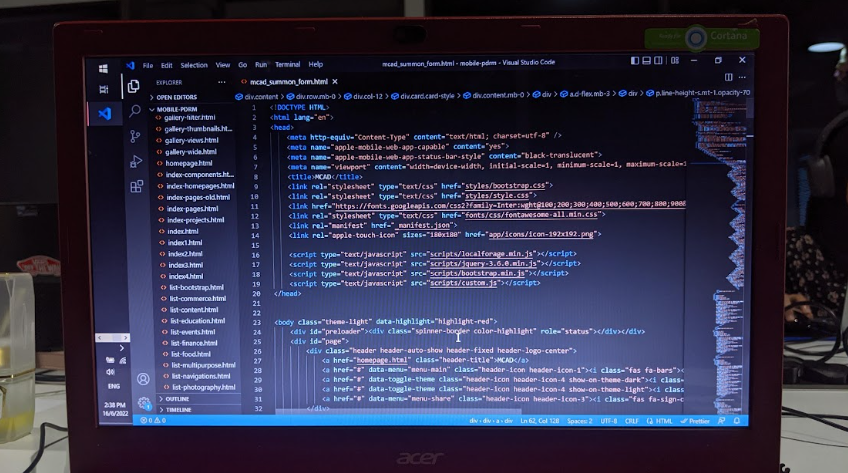 Cortana
File Edit Selection View Go Run Terminal Help
mcad_summon_form.html - mobile-pdrm - Visual Studio Code
EXPLORER
OPEN EDITORS
MOBILE-PDRM
gallery-filter.html
gallery-thumbnails.ht...
gallery-views.html
gallery-wide.html
homepage.html
index-components.ht...
index-homepages.html
index-pages-old.html
index-pages.html
index-projects.html
index.html
index1.html
index2.html
index3.html
index4.html
list-bootstrap.html
list-commerce.html
list-content.html
list-education.html
list-events.html
list-finance.html
list-food.html
list-multipurpose.html
list-navigations.html
list-photography.html
OUTLINE
TIMELINE
mcad_summon_form.html
div.content > div.row.mb-0 > div.col-12 > div.card.card-style > div.content.mb-0 > div > a.d-flex.mb-3 > div > p.line-height-s.mt-1.opacity-70
1 <!DOCTYPE HTML>
2 <html lang="en">
3 <head>
4 <meta http-equiv="Content-Type" content="text/html; charset=utf-8" />
5 <meta name="apple-mobile-web-app-capable" content="yes">
6 <meta name="apple-mobile-web-app-status-bar-style" content="black-translucent">
7 <meta name="viewport" content="width=device-width, initial-scale=1, minimum-scale=1, maximum-scale=1
8 <title>MCAD</title>
9 <link rel="stylesheet" type="text/css" href="styles/bootstrap.css">
10 <link rel="stylesheet" type="text/css" href="styles/style.css">
11 <link href="https://fonts.googleapis.com/css2?family=Inter:wght@100;200;300;400;500;600;700;800;900&
12 <link rel="stylesheet" type="text/css" href="fonts/css/fontawesome-all.min.css">
13 <link rel="manifest" href="_manifest.json">
14 <link rel="apple-touch-icon" sizes="180x180" href="app/icons/icon-192x192.png">
15
16 <script type="text/javascript" src="scripts/localforage.min.js"></script>
17 <script type="text/javascript" src="scripts/jquery-3.6.0.min.js"></script>
18 <script type="text/javascript" src="scripts/bootstrap.min.js"></script>
19 <script type="text/javascript" src="scripts/custom.js"></script>
20 </head>
21
22
23 <body class="theme-light" data-highlight="highlight-red">
24 <div id="preloader"><div class="spinner-border color-highlight" role="status"></div></div>
25 <div id="page">
26 <div class="header header-auto-show header-fixed header-logo-center">
27 <a href="homepage.html" class="header-title">MCAD</a>
28 <a href="#" data-menu="menu-main" class="header-icon header-icon-1"><i class="fas fa-bars">
29 <a href="#" data-toggle-theme class="header-icon header-icon-4 show-on-theme-dark"><i class
30 <a href="#" data-toggle-theme class="header-icon header-icon-4 show-on-theme-light"><i clas
31 <a href="#" data-menu="menu-share" class="header-icon header-icon-3"><i class="fas fa-sign-o
32 </div>
ENG
2:38 PM
16/6/2022
0 0
div > div > a > div
Ln 62, Col 128
Spaces: 2
UTF-8
CRLF
HTML
Prettier
acer